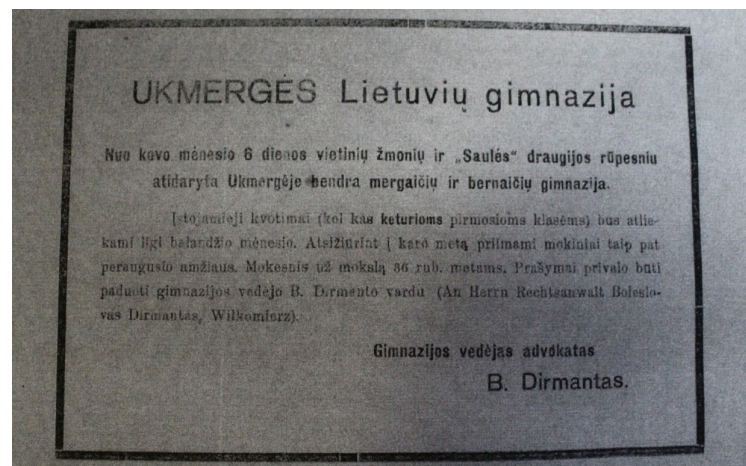 UKMERGĖS Lietuvių gimnazija
Nuo kovo mėnesio 6 dienos vietinių žmonių ir „Saulės“ draugijos rūpesniu
atidaryta Ukmergėje bendra mergaičių ir bernaičių gimnazija.
Įstojamieji kvotimai (kol kas keturioms pirmosioms klasėms) bus atlie-
kami ligi balandžio mėnesio. Atsižiūrint į karo metą priimami mokiniai taip pat
peraugusio amžiaus. Mokesnis už mokslą 36 rub. metams. Prašymai privalo būti
paduoti gimnazijos vedėjo B. Dirmanto vardu (An Herrn Rechtsanwalt Boleslo-
vas Dirmantas, Wilkomierz).
Gimnazijos vedėjas advokatas
B. Dirmantas.